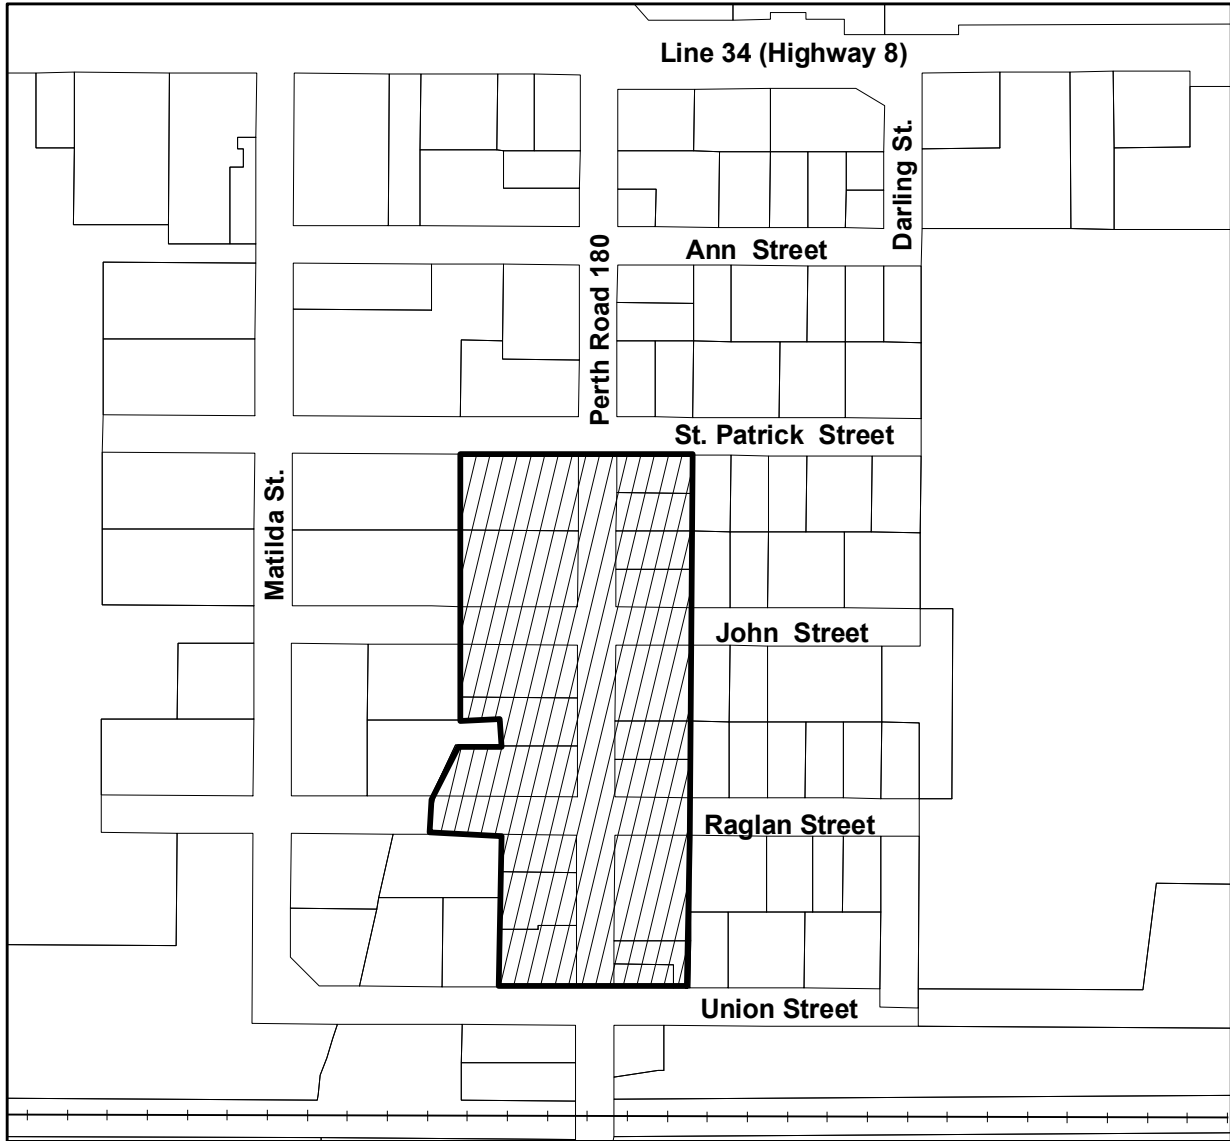 Line 34 (Highway 8)
Darling St.
Ann Street
Perth Road 180
St. Patrick Street
Matilda St.
John Street
Raglan Street
Union Street